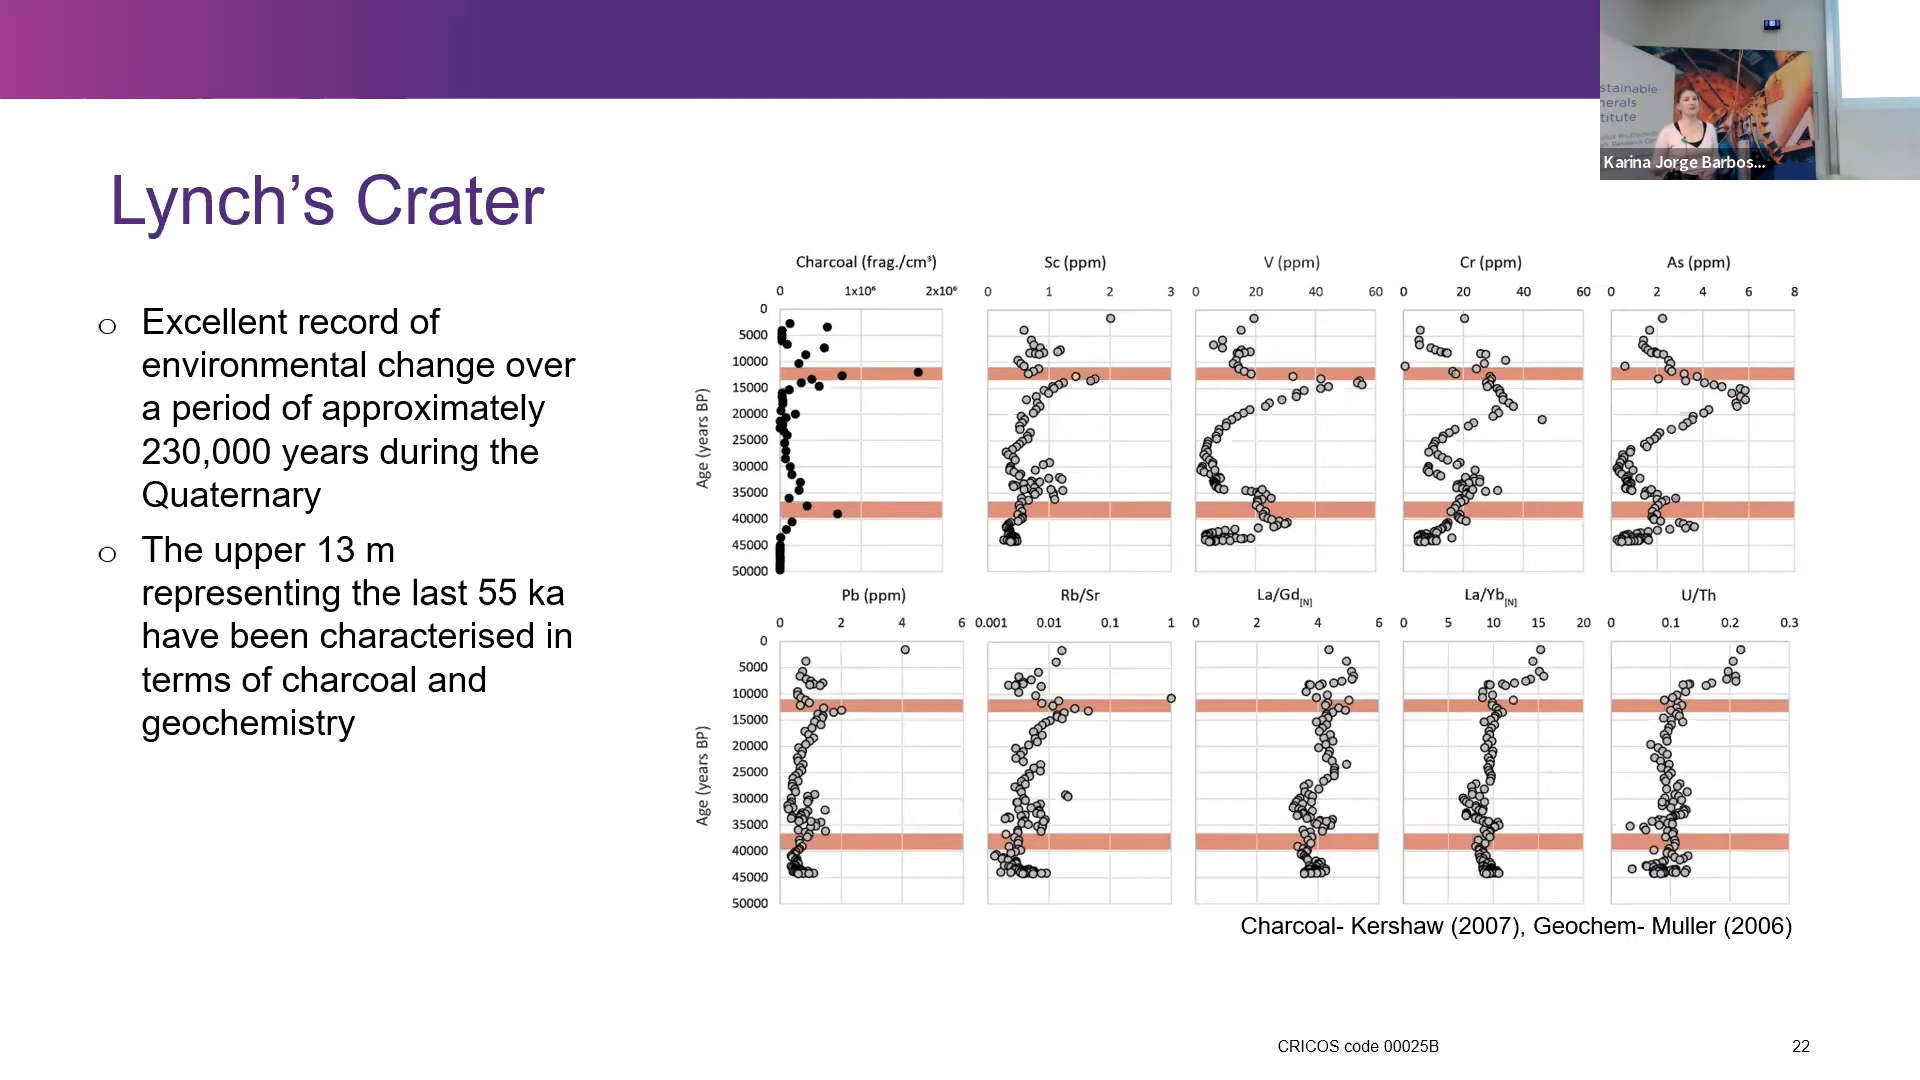 stainable
nerals
titute
Karina Jorge Barbos...
Lynch's Crater
o Excellent record of
environmental change over
a period of approximately
230,000 years during the
Quaternary
o The upper 13 m
representing the last 55 ka
have been characterised in
terms of charcoal and
geochemistry
Charcoal (frag./cm³)
0 1x10⁶ 2x10⁶
Sc (ppm)
0 1 2 3
V (ppm)
0 20 40 60
Cr (ppm)
0 20 40 60
As (ppm)
0 2 4 6 8
Age (years BP)
0
5000
10000
15000
20000
25000
30000
35000
40000
45000
50000
Pb (ppm)
0 2 4 6
Rb/Sr
0.001 0.01 0.1 1
La/Gd[N]
0 2 4 6
La/Yb[N]
0 5 10 15 20
U/Th
0 0.1 0.2 0.3
Age (years BP)
0
5000
10000
15000
20000
25000
30000
35000
40000
45000
50000
Charcoal- Kershaw (2007), Geochem- Muller (2006)
CRICOS code 00025B
22